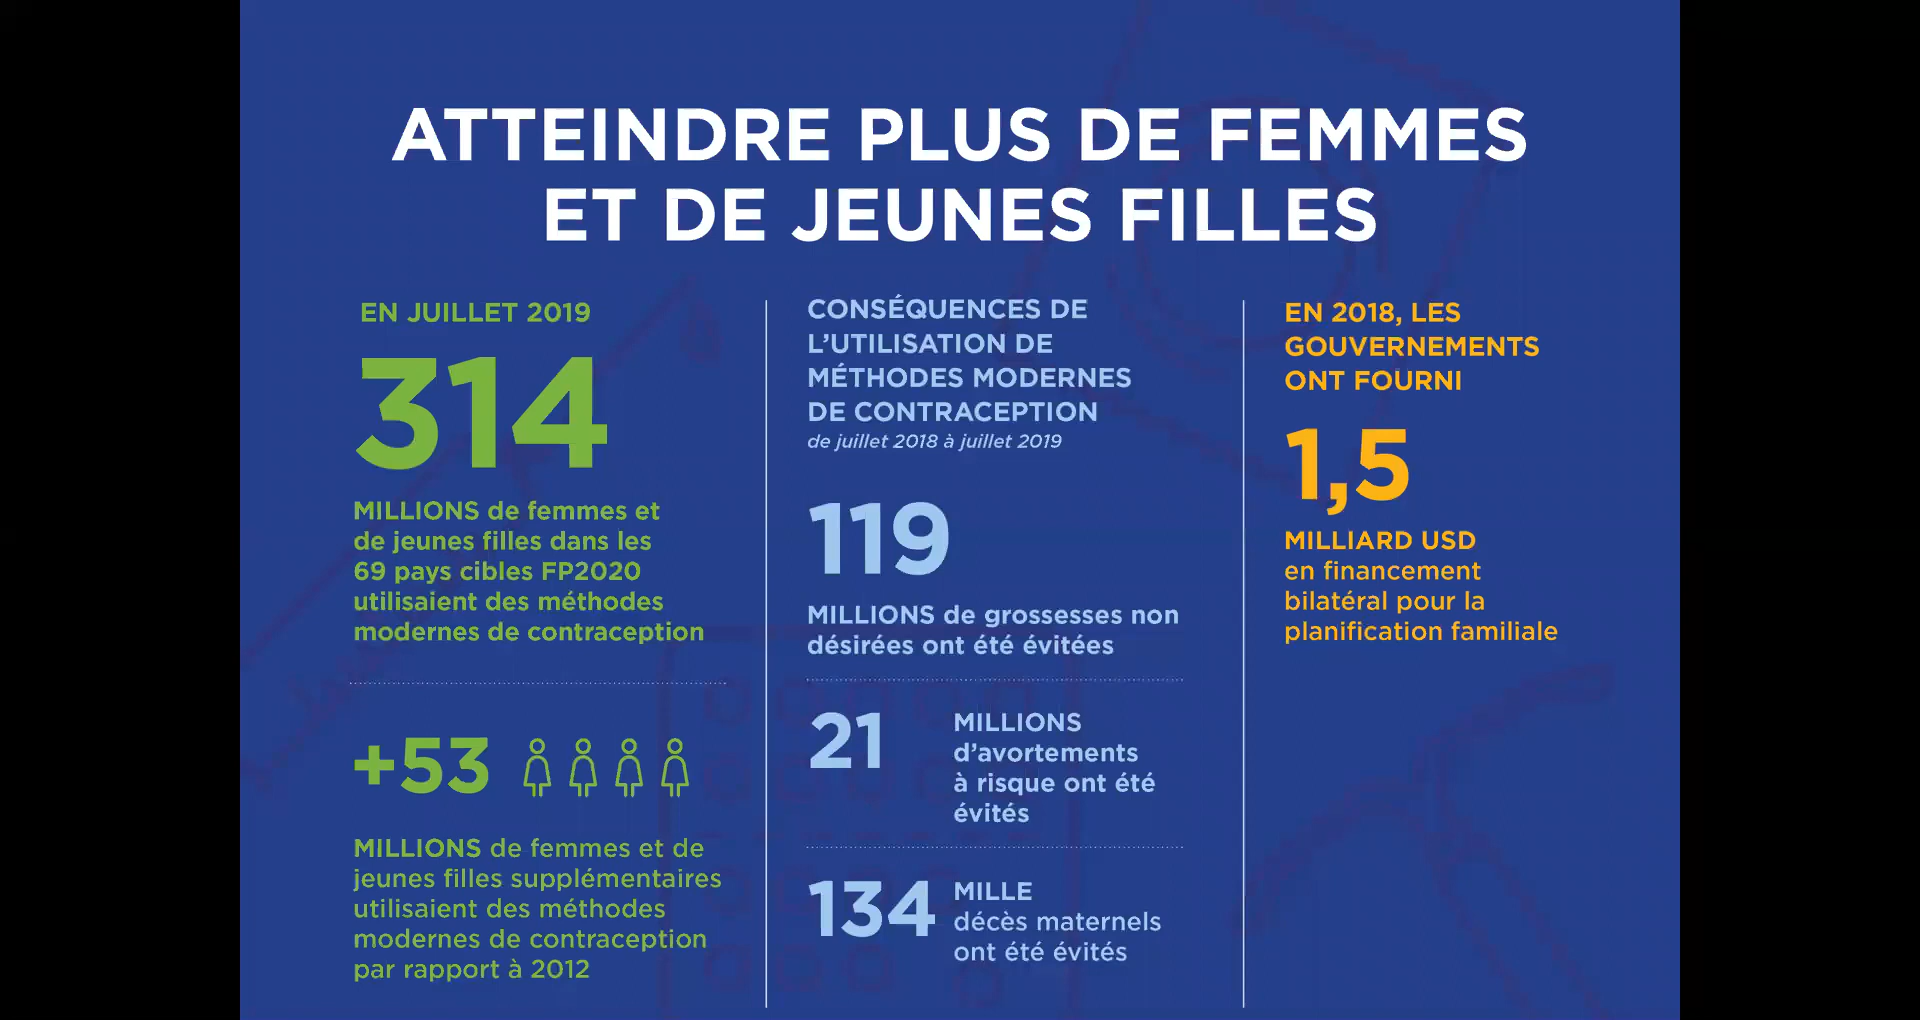 ATTEINDRE PLUS DE FEMMES
ET DE JEUNES FILLES
EN JUILLET 2019
314
MILLIONS de femmes et
de jeunes filles dans les
69 pays cibles FP2020
utilisaient des méthodes
modernes de contraception
+53
MILLIONS de femmes et de
jeunes filles supplémentaires
utilisaient des méthodes
modernes de contraception
par rapport à 2012
CONSÉQUENCES DE
L'UTILISATION DE
MÉTHODES MODERNES
DE CONTRACEPTION
de juillet 2018 à juillet 2019
119
MILLIONS de grossesses non
désirées ont été évitées
21
MILLIONS
d'avortements
à risque ont été
évités
134
MILLE
décès maternels
ont été évités
EN 2018, LES
GOUVERNEMENTS
ONT FOURNI
1,5
MILLIARD USD
en financement
bilatéral pour la
planification familiale